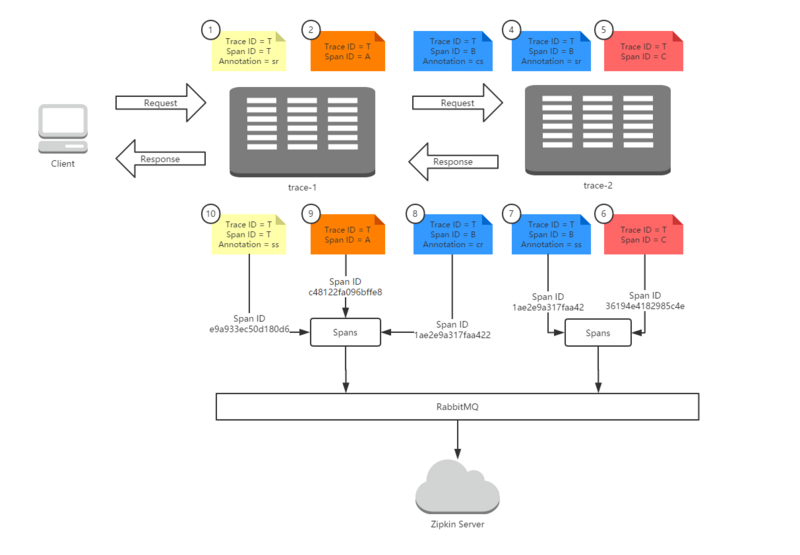 1
Trace ID = T
Span ID = T
Annotation = sr
2
Trace ID = T
Span ID = A
Trace ID = T
Span ID = B
Annotation = cs
4
Trace ID = T
Span ID = B
Annotation = sr
5
Trace ID = T
Span ID = C
Request
Request
Response
Response
Client
trace-1
trace-2
10
Trace ID = T
Span ID = T
Annotation = ss
9
Trace ID = T
Span ID = A
8
Trace ID = T
Span ID = B
Annotation = cr
7
Trace ID = T
Span ID = B
Annotation = ss
6
Trace ID = T
Span ID = C
Span ID
e9a933ec50d180d6
Span ID
c48122fa096bffe8
Span ID
1ae2e9a317faa422
Span ID
1ae2e9a317faa42
Span ID
36194e4182985c4e
Spans
Spans
RabbitMQ
Zipkin Server